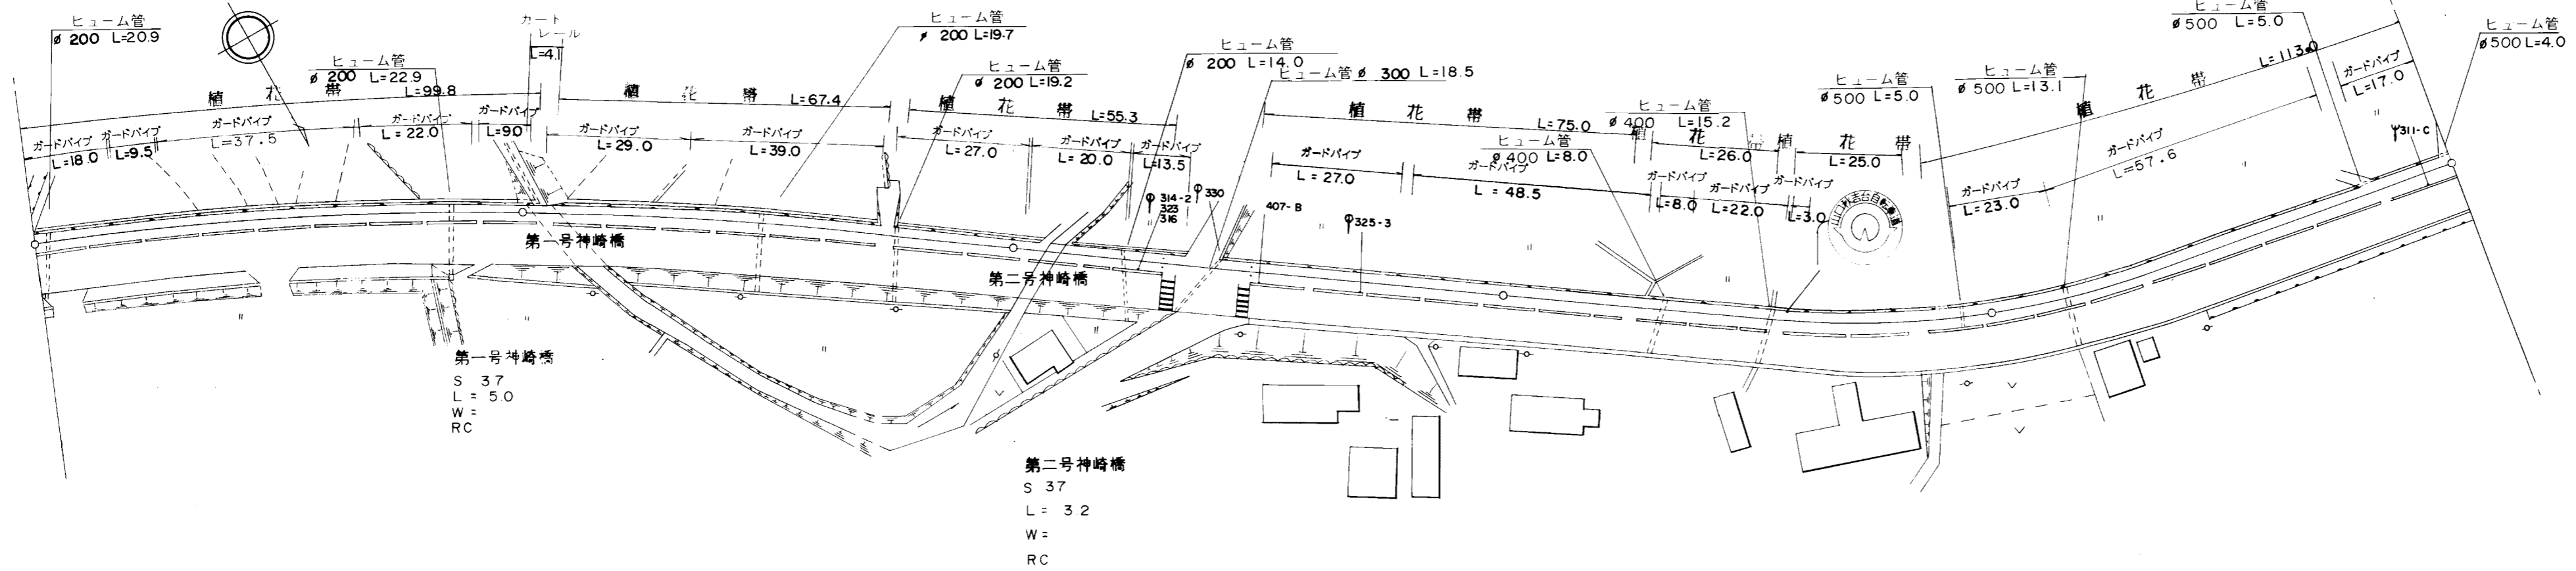 ヒューム管
ø 200 L=20.9
ヒューム管
ø 200 L=22.9
カート
レール
L=4.1
ヒューム管
ø 200 L=19.7
ヒューム管
ø 200 L=19.2
ヒューム管
ø 200 L=14.0
ヒューム管 ø 300 L=18.5
ヒューム管
ø 400 L=8.0
ヒューム管
ø 400 L=15.2
ヒューム管
ø 500 L=5.0
ヒューム管
ø 500 L=13.1
ヒューム管
ø 500 L=5.0
ヒューム管
ø 500 L=4.0
植花帯 L=99.8
植花帯 L=67.4
植花帯 L=55.3
植花帯 L=75.0
植花帯
L=26.0
植花帯
L=25.0
植花帯 L=113.0
ガードパイプ
L=18.0
ガードパイプ
L=9.5
ガードパイプ
L=37.5
ガードパイプ
L=22.0
ガードパイプ
L=9.0
ガードパイプ
L=29.0
ガードパイプ
L=39.0
ガードパイプ
L=27.0
ガードパイプ
L=20.0
ガードパイプ
L=13.5
ガードパイプ
L=27.0
ガードパイプ
L=48.5
ガードパイプ
L=8.0
ガードパイプ
L=22.0
ガードパイプ
L=3.0
ガードパイプ
L=23.0
ガードパイプ
L=57.6
ガードパイプ
L=17.0
314-2
323
316
330
407-B
325-3
311-C
第一号神崎橋
第二号神崎橋
第一号神崎橋
S 37
L = 5.0
W =
RC
第二号神崎橋
S 37
L = 3.2
W =
RC